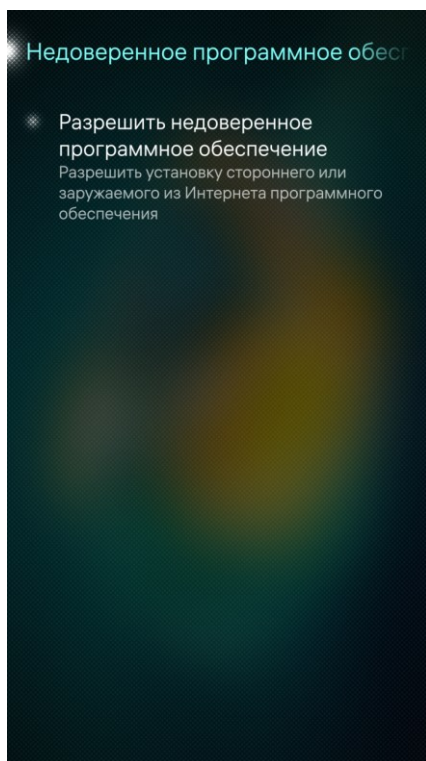 Недоверенное программное обес
Разрешить недоверенное
программное обеспечение
Разрешить установку стороннего или
заружаемого из Интернета программного
обеспечения